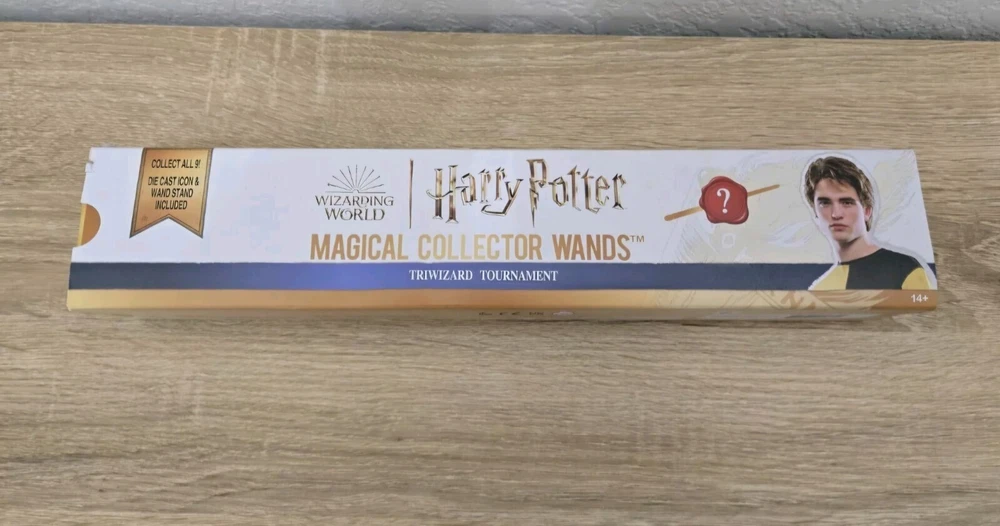 COLLECT ALL 9!
DIE CAST ICON &
WAND STAND
INCLUDED
WIZARDING
WORLD
Harry Potter
?
MAGICAL COLLECTOR WANDS™
TRIWIZARD TOURNAMENT
14+